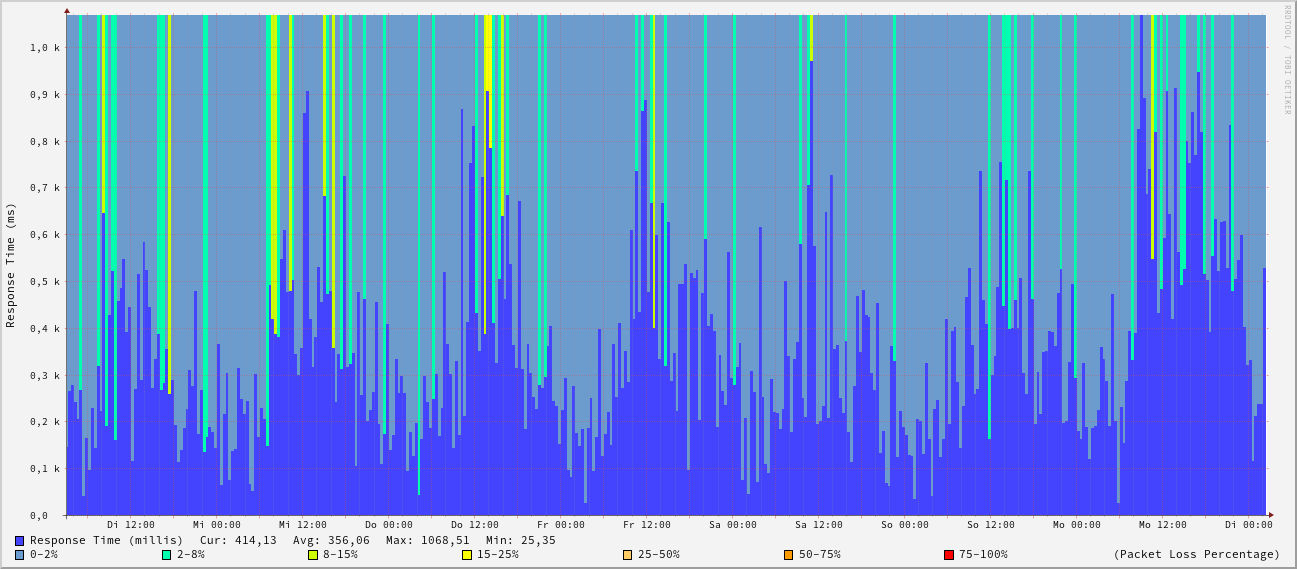 RRDTOOL / TOBI OETIKER
Response Time (ms)
1,0 k
0,9 k
0,8 k
0,7 k
0,6 k
0,5 k
0,4 k
0,3 k
0,2 k
0,1 k
0,0
Di 12:00 Mi 00:00 Mi 12:00 Do 00:00 Do 12:00 Fr 00:00 Fr 12:00 Sa 00:00 Sa 12:00 So 00:00 So 12:00 Mo 00:00 Mo 12:00 Di 00:00
Response Time (millis) Cur: 414,13 Avg: 356,06 Max: 1068,51 Min: 25,35
0-2% 2-8% 8-15% 15-25% 25-50% 50-75% 75-100% (Packet Loss Percentage)